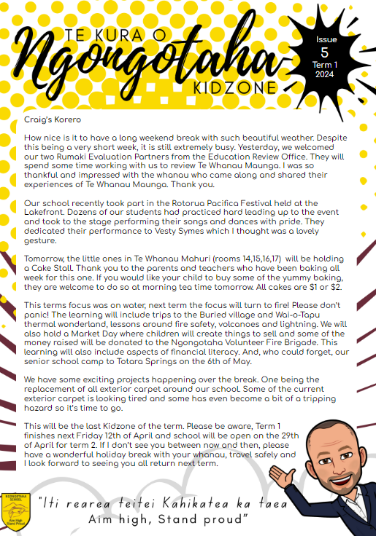 TE KURA O
Ngongotaha
KIDZONE
Issue
5
Term 1
2024
Craig's Korero
How nice is it to have a long weekend break with such beautiful weather. Despite
this being a very short week, it is still extremely busy. Yesterday, we welcomed
our two Rumaki Evaluation Partners from the Education Review Office. They will
spend some time working with us to review Te Whanau Maunga. I was so
thankful and impressed with the whanau who came along and shared their
experiences of Te Whanau Maunga. Thank you.
Our school recently took part in the Rotorua Pacifica Festival held at the
Lakefront. Dozens of our students had practiced hard leading up to the event
and took to the stage performing their songs and dances with pride. They
dedicated their performance to Vesty Symes which I thought was a lovely
gesture.
Tomorrow, the little ones in Te Whanau Mahuri (rooms 14,15,16,17) will be holding
a Cake Stall. Thank you to the parents and teachers who have been baking all
week for this one. If you would like your child to buy some of the yummy baking,
they are welcome to do so at morning tea time tomorrow. All cakes are $1 or $2.
This terms focus was on water, next term the focus will turn to fire! Please don't
panic! The learning will include trips to the Buried village and Wai-o-Tapu
thermal wonderland, lessons around fire safety, volcanoes and lightning. We will
also hold a Market Day where children will create things to sell and some of the
money raised will be donated to the Ngongotaha Volunteer Fire Brigade. This
learning will also include aspects of financial literacy. And, who could forget, our
senior school camp to Totara Springs on the 6th of May.
We have some exciting projects happening over the break. One being the
replacement of all exterior carpet around our school. Some of the current
exterior carpet is looking tired and some has even become a bit of a tripping
hazard so it's time to go.
This will be the last Kidzone of the term. Please be aware, Term 1
finishes next Friday 12th of April and school will be open on the 29th
of April for term 2. If I don't see you between now and then, please
have a wonderful holiday break with your whanau, travel safely and
I look forward to seeing you all return next term.
"Iti rearea teitei Kahikatea ka taea
Aim high, Stand proud"